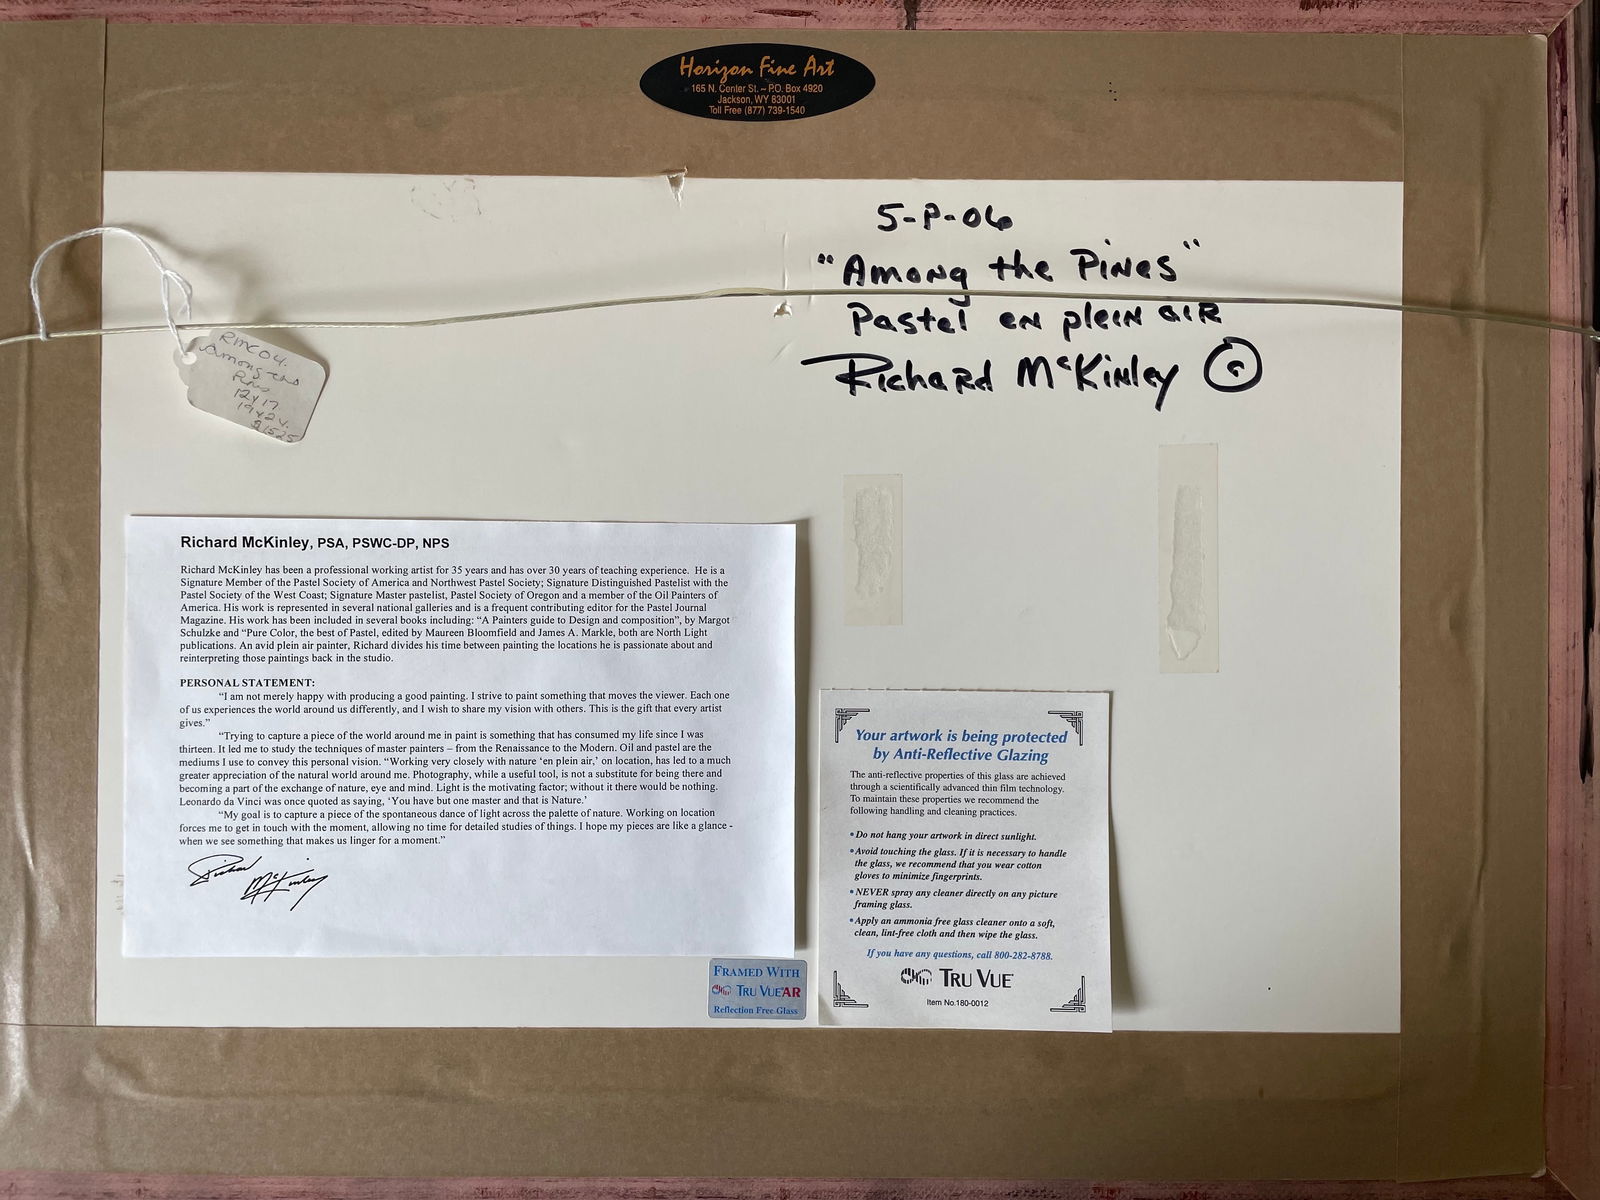 Horizon Fine Art
165 N. Center St. ~ P.O. Box 4920
Jackson, WY 83001
Toll Free (877) 739-1540
5-P-06
"Among the Pines"
Pastel en plein air
Richard McKinley ©
RMC04.
Among the
Pines
12x17
19x24.
$1525
Richard McKinley, PSA, PSWC-DP, NPS
Richard McKinley has been a professional working artist for 35 years and has over 30 years of teaching experience. He is a
Signature Member of the Pastel Society of America and Northwest Pastel Society; Signature Distinguished Pastelist with the
Pastel Society of the West Coast; Signature Master pastelist, Pastel Society of Oregon and a member of the Oil Painters of
America. His work is represented in several national galleries and is a frequent contributing editor for the Pastel Journal
Magazine. His work has been included in several books including: "A Painters guide to Design and composition", by Margot
Schulzke and "Pure Color, the best of Pastel, edited by Maureen Bloomfield and James A. Markle, both are North Light
publications. An avid plein air painter, Richard divides his time between painting the locations he is passionate about and
reinterpreting those paintings back in the studio.
PERSONAL STATEMENT:
"I am not merely happy with producing a good painting. I strive to paint something that moves the viewer. Each one
of us experiences the world around us differently, and I wish to share my vision with others. This is the gift that every artist
gives."
"Trying to capture a piece of the world around me in paint is something that has consumed my life since I was
thirteen. It led me to study the techniques of master painters – from the Renaissance to the Modern. Oil and pastel are the
mediums I use to convey this personal vision. "Working very closely with nature 'en plein air,' on location, has led to a much
greater appreciation of the natural world around me. Photography, while a useful tool, is not a substitute for being there and
becoming a part of the exchange of nature, eye and mind. Light is the motivating factor; without it there would be nothing.
Leonardo da Vinci was once quoted as saying, 'You have but one master and that is Nature.'
"My goal is to capture a piece of the spontaneous dance of light across the palette of nature. Working on location
forces me to get in touch with the moment, allowing no time for detailed studies of things. I hope my pieces are like a glance -
when we see something that makes us linger for a moment."
Richard McKinley
FRAMED WITH
TRU VUE AR
Reflection Free Glass
Your artwork is being protected
by Anti-Reflective Glazing
The anti-reflective properties of this glass are achieved
through a scientifically advanced thin film technology.
To maintain these properties we recommend the
following handling and cleaning practices.
• Do not hang your artwork in direct sunlight.
• Avoid touching the glass. If it is necessary to handle
the glass, we recommend that you wear cotton
gloves to minimize fingerprints.
• NEVER spray any cleaner directly on any picture
framing glass.
• Apply an ammonia free glass cleaner onto a soft,
clean, lint-free cloth and then wipe the glass.
If you have any questions, call 800-282-8788.
TRU VUE
Item No.180-0012